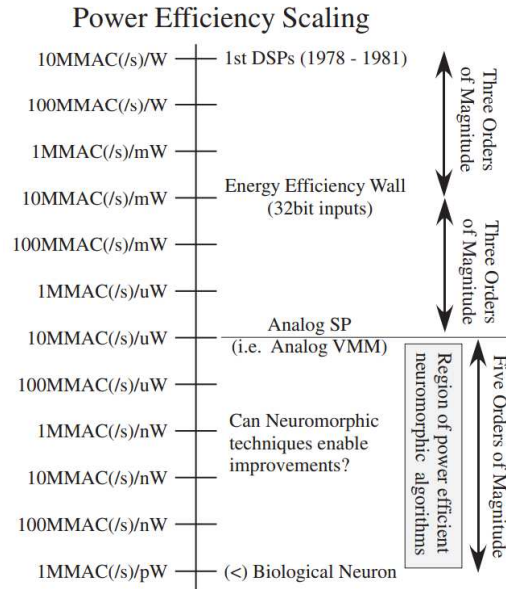 Power Efficiency Scaling
10MMAC(/s)/W
1st DSPs (1978 - 1981)
100MMAC(/s)/W
1MMAC(/s)/mW
10MMAC(/s)/mW
Energy Efficiency Wall
(32bit inputs)
100MMAC(/s)/mW
1MMAC(/s)/uW
10MMAC(/s)/uW
Analog SP
(i.e. Analog VMM)
100MMAC(/s)/uW
1MMAC(/s)/nW
Can Neuromorphic
techniques enable
improvements?
10MMAC(/s)/nW
100MMAC(/s)/nW
1MMAC(/s)/pW
(<) Biological Neuron
Three Orders
of Magnitude
Three Orders
of Magnitude
Five Orders of Magnitude
Region of power efficient
neuromorphic algorithms